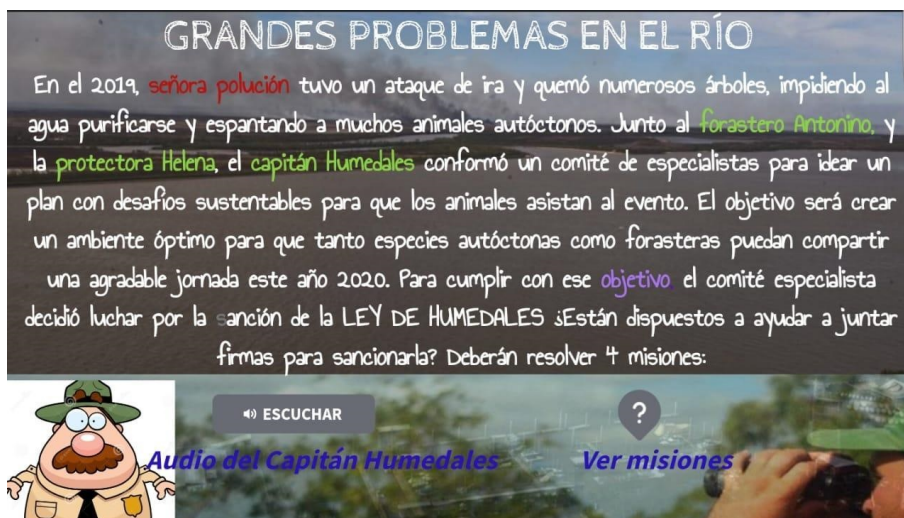 GRANDES PROBLEMAS EN EL RÍO
En el 2019, señora polución tuvo un ataque de ira y quemó numerosos árboles, impidiendo al
agua purificarse y espantando a muchos animales autóctonos. Junto al forastero Antonino, y
la protectora Helena, el capitán Humedales conformó un comité de especialistas para idear un
plan con desafíos sustentables para que los animales asistan al evento. El objetivo será crear
un ambiente óptimo para que tanto especies autóctonas como forasteras puedan compartir
una agradable jornada este año 2020. Para cumplir con ese objetivo, el comité especialista
decidió luchar por la sanción de la LEY DE HUMEDALES ¿Están dispuestos a ayudar a juntar
firmas para sancionarla? Deberán resolver 4 misiones:
ESCUCHAR
?
Audio del Capitán Humedales
Ver misiones